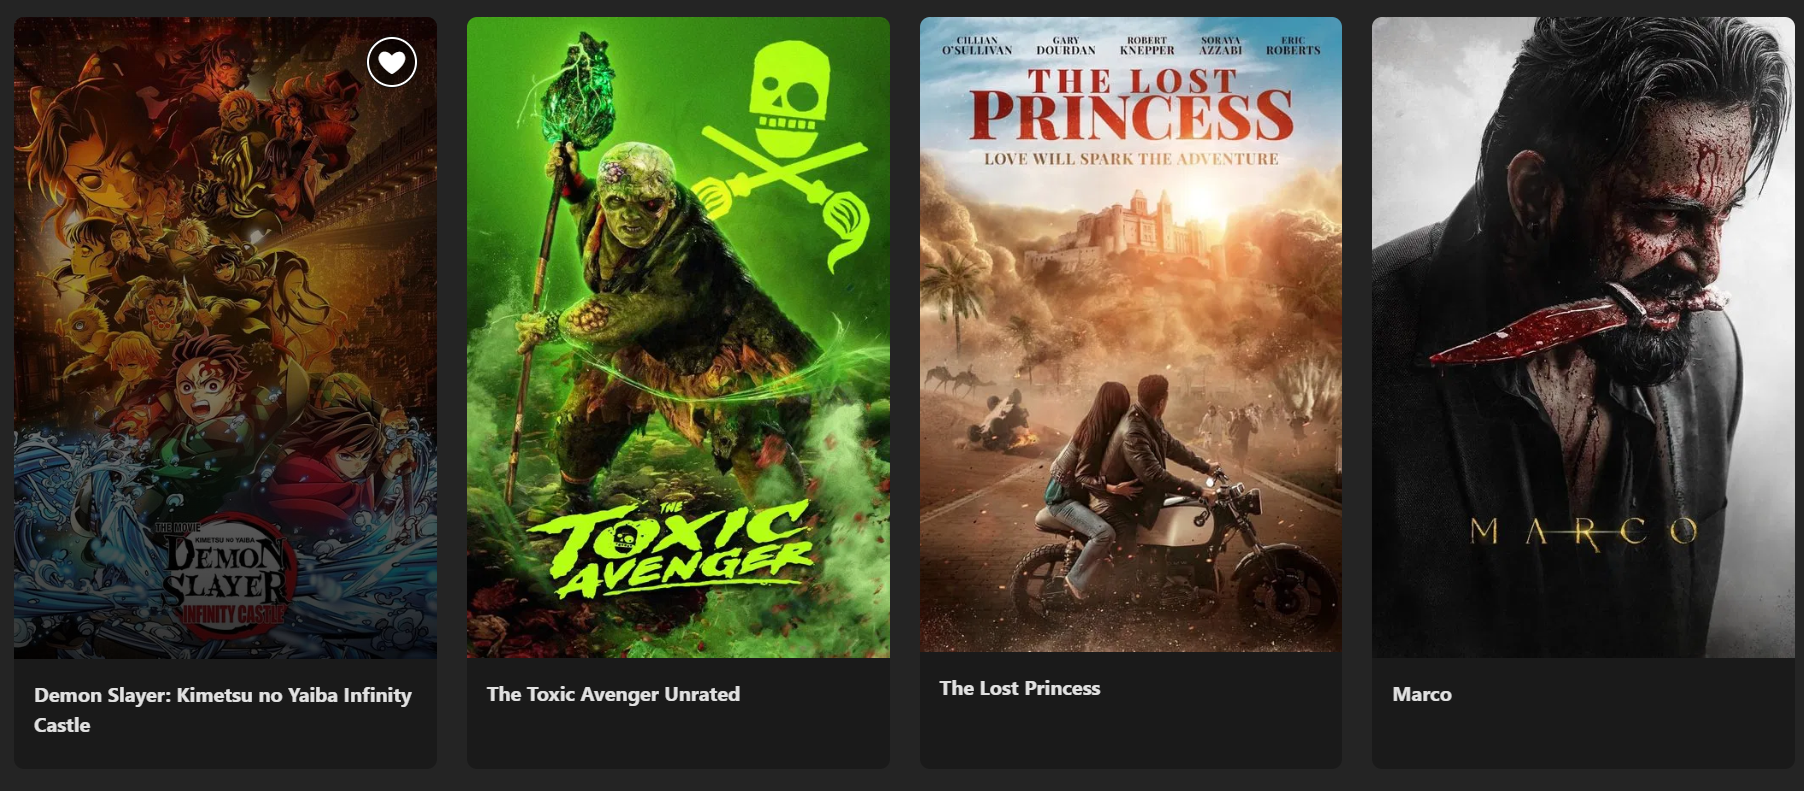 THE MOVIE
KIMETSU NO YAIBA
DEMON
SLAYER
INFINITY CASTLE
Demon Slayer: Kimetsu no Yaiba Infinity
Castle
THE
TOXIC
AVENGER
The Toxic Avenger Unrated
CILLIAN O'SULLIVAN GARY DOURDAN ROBERT KNEPPER SORAYA AZZABI ERIC ROBERTS
THE LOST
PRINCESS
LOVE WILL SPARK THE ADVENTURE
The Lost Princess
MARCO
Marco